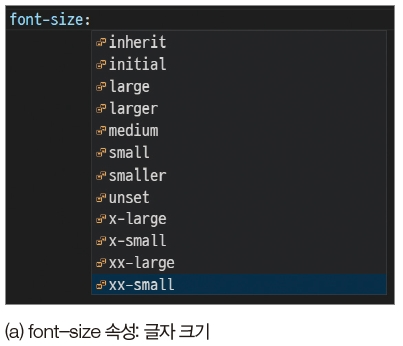 font-size:
inherit
initial
large
larger
medium
small
smaller
unset
x-large
x-small
xx-large
xx-small
(a) font-size 속성: 글자 크기